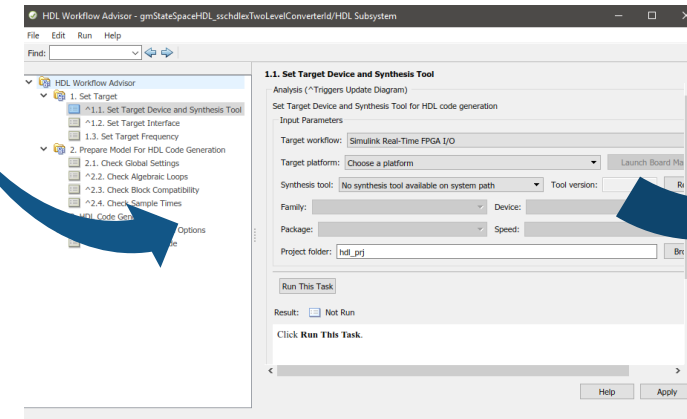 HDL Workflow Advisor - gmStateSpaceHDL_sschdlexTwoLevelConverterId/HDL Subsystem
File Edit Run Help
Find:
HDL Workflow Advisor
1. Set Target
^1.1. Set Target Device and Synthesis Tool
^1.2. Set Target Interface
1.3. Set Target Frequency
2. Prepare Model For HDL Code Generation
2.1. Check Global Settings
^2.2. Check Algebraic Loops
^2.3. Check Block Compatibility
^2.4. Check Sample Times
HDL Code
Options
1.1. Set Target Device and Synthesis Tool
Analysis (^Triggers Update Diagram)
Set Target Device and Synthesis Tool for HDL code generation
Input Parameters
Target workflow: Simulink Real-Time FPGA I/O
Target platform: Choose a platform Launch Board
Synthesis tool: No synthesis tool available on system path Tool version:
Family: Device:
Package: Speed:
Project folder: hdl_prj
Run This Task
Result: Not Run
Click Run This Task.
Help Apply